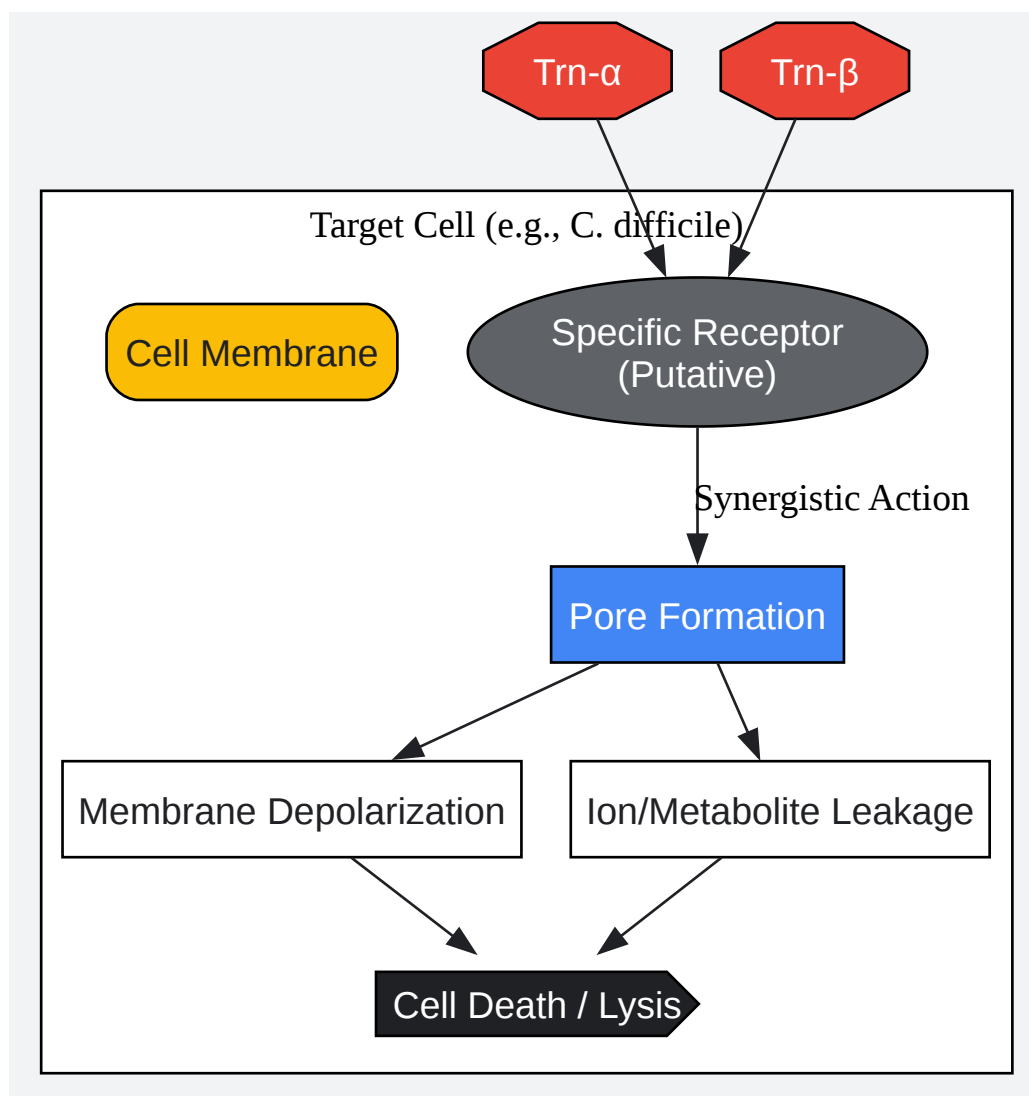 Trn-α
Trn-β
Target Cell (e.g., C. difficile)
Cell Membrane
Specific Receptor
(Putative)
Synergistic Action
Pore Formation
Membrane Depolarization
Ion/Metabolite Leakage
Cell Death / Lysis